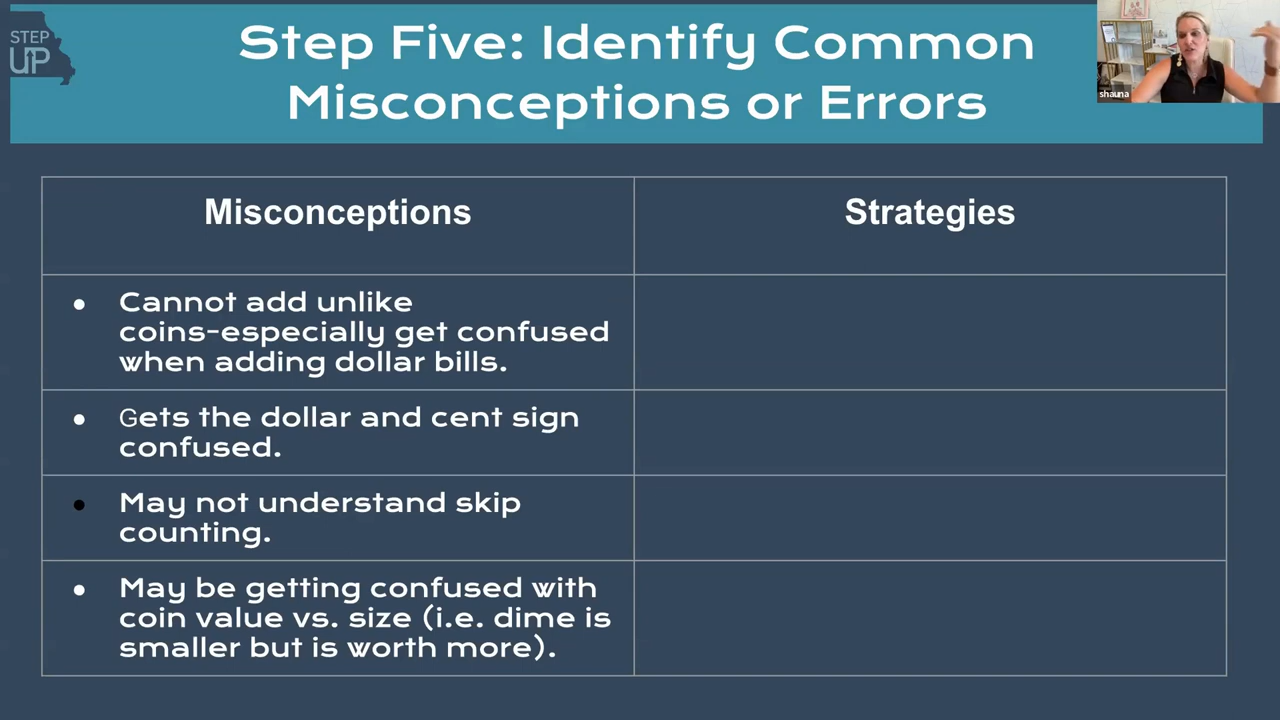 STEP
UP
Step Five: Identify Common
Misconceptions or Errors
shauna
Misconceptions
Strategies
● Cannot add unlike
coins-especially get confused
when adding dollar bills.
● Gets the dollar and cent sign
confused.
● May not understand skip
counting.
● May be getting confused with
coin value vs. size (i.e. dime is
smaller but is worth more).